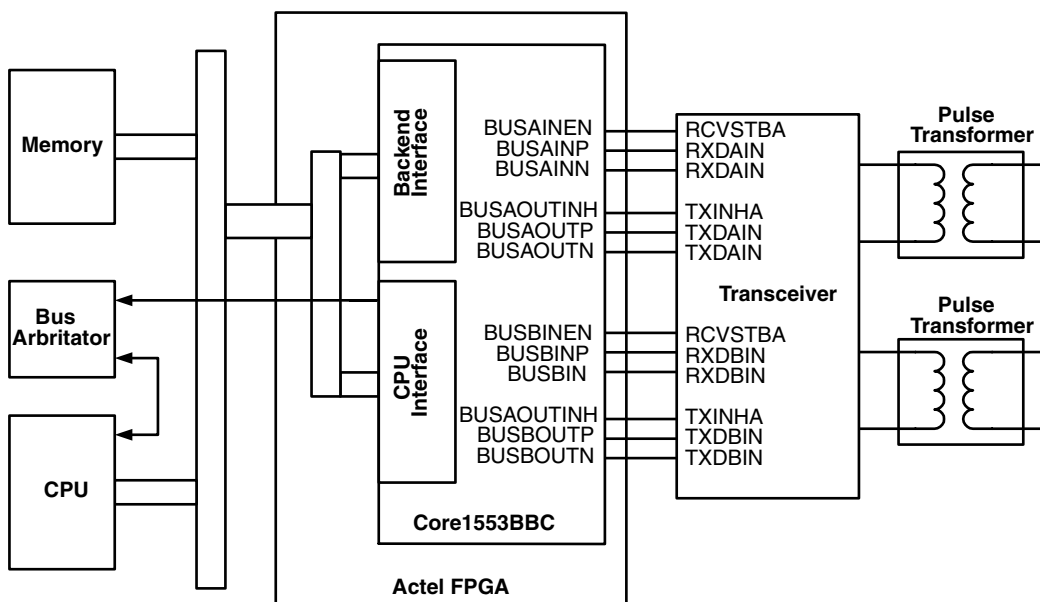 Memory
Bus
Arbritator
CPU
Backend
Interface
CPU
Interface
BUSAINEN
BUSAINP
BUSAINN
BUSAOUTINH
BUSAOUTP
BUSAOUTN
BUSBINEN
BUSBINP
BUSBIN
BUSAOUTINH
BUSBOUTP
BUSBOUTN
Core1553BBC
Actel FPGA
RCVSTBA
RXDAIN
RXDAIN
TXINHA
TXDAIN
TXDAIN
Transceiver
RCVSTBA
RXDBIN
RXDBIN
TXINHA
TXDBIN
TXDBIN
Pulse
Transformer
Pulse
Transformer